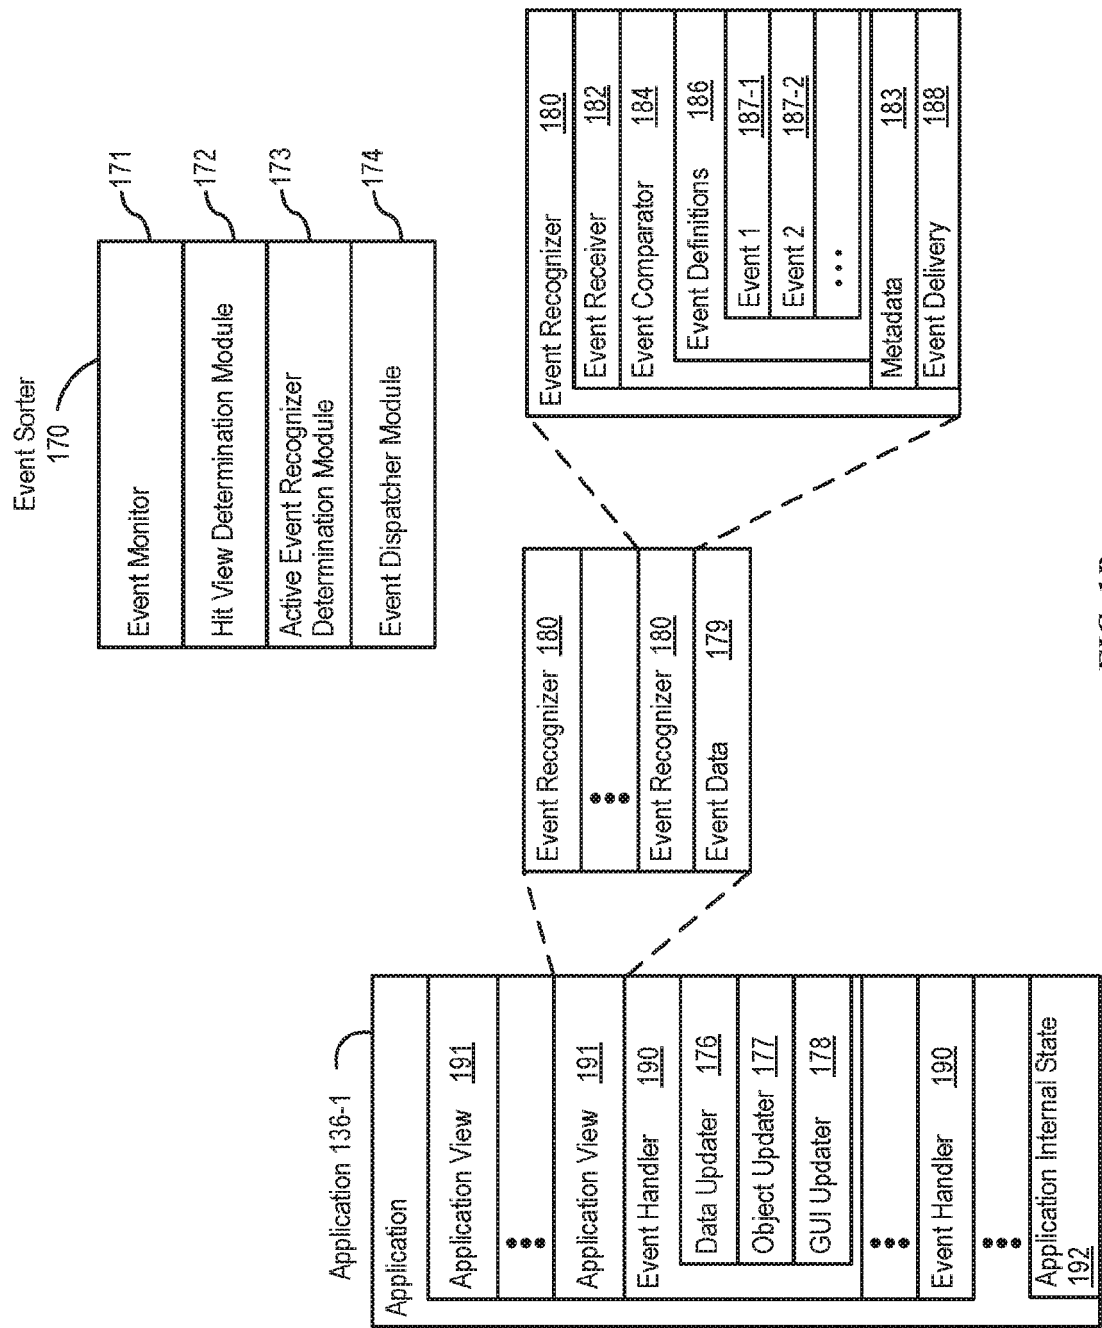 Event Sorter
170
Event Monitor
171
Hit View Determination Module
172
Active Event Recognizer
Determination Module
173
Event Dispatcher Module
174
Application 136-1
Application
Application View 191
•••
Application View 191
Event Handler 190
Data Updater 176
Object Updater 177
GUI Updater 178
•••
Event Handler 190
•••
Application Internal State
192
Event Recognizer 180
•••
Event Recognizer 180
Event Data 179
Event Recognizer 180
Event Receiver 182
Event Comparator 184
Event Definitions 186
Event 1 187-1
Event 2 187-2
•••
Metadata 183
Event Delivery 188
FIG.